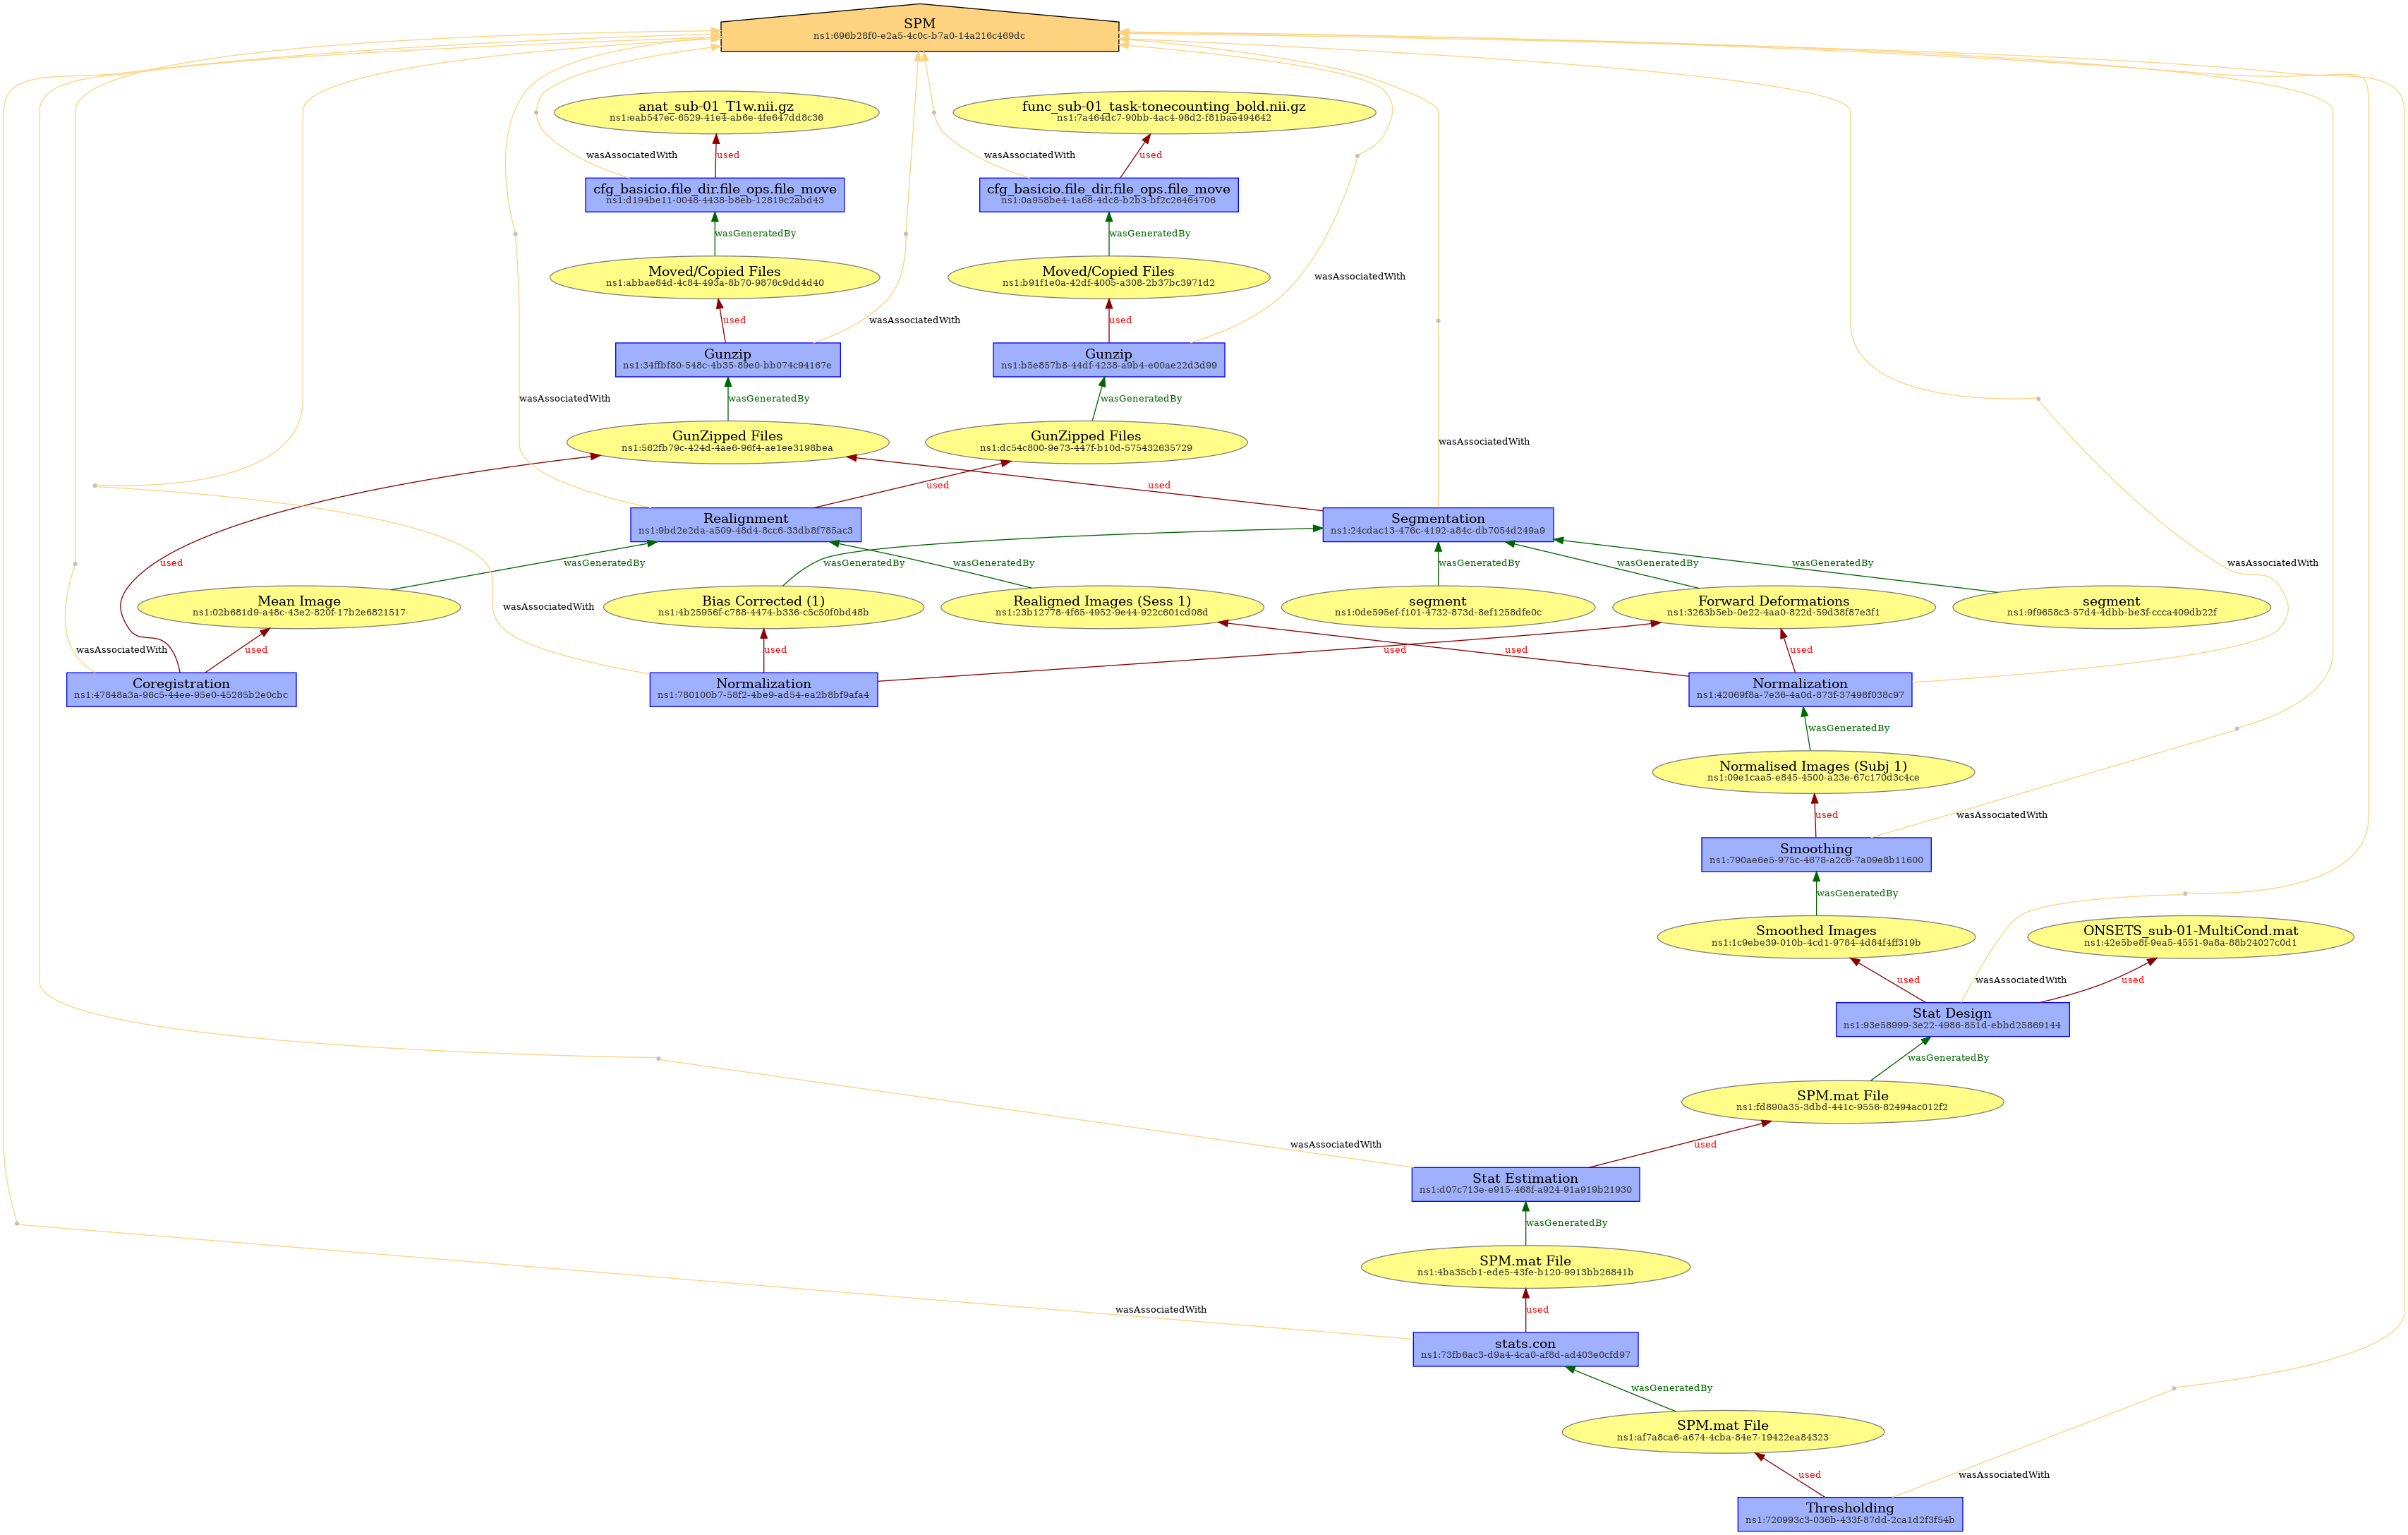 SPM
ns1:696b28f0-e2a5-4c0c-b7a0-14a216c469dc
anat_sub-01_T1w.nii.gz
ns1:eab547ec-6529-41e4-ab6e-4fe647dd8c36
func_sub-01_task-tonecounting_bold.nii.gz
ns1:7a464dc7-90bb-4ac4-98d2-f81bae494642
wasAssociatedWith
used
wasAssociatedWith
used
cfg_basicio.file_dir.file_ops.file_move
ns1:d194be11-0048-4438-b8eb-12819c2abd43
cfg_basicio.file_dir.file_ops.file_move
ns1:0a958be4-1a68-4dc8-b2b3-bf2c26464706
wasGeneratedBy
wasGeneratedBy
Moved/Copied Files
ns1:abbae84d-4c84-493a-8b70-9876c9dd4d40
Moved/Copied Files
ns1:b91f1e0a-42df-4005-a308-2b37bc3971d2
wasAssociatedWith
used
wasAssociatedWith
used
Gunzip
ns1:34ffbf80-548c-4b35-89e0-bb074c94167e
Gunzip
ns1:b5e857b8-44df-4238-a9b4-e00ae22d3d99
wasAssociatedWith
wasGeneratedBy
wasGeneratedBy
GunZipped Files
ns1:562fb79c-424d-4ae6-96f4-ae1ee3198bea
GunZipped Files
ns1:dc54c800-9e73-447f-b10d-575432635729
wasAssociatedWith
used
used
Realignment
ns1:9bd2e2da-a509-48d4-8cc6-33db8f785ac3
Segmentation
ns1:24cdac13-476c-4192-a84c-db7054d249a9
used
wasGeneratedBy
wasGeneratedBy
wasGeneratedBy
wasGeneratedBy
wasGeneratedBy
wasGeneratedBy
wasAssociatedWith
Mean Image
ns1:02b681d9-a48c-43e2-820f-17b2e6821517
wasAssociatedWith
Bias Corrected (1)
ns1:4b25956f-c788-4474-b336-c5c50f0bd48b
Realigned Images (Sess 1)
ns1:23b12778-4f65-4952-9e44-922c601cd08d
segment
ns1:0de595ef-f101-4732-873d-8ef1258dfe0c
Forward Deformations
ns1:3263b5eb-0e22-4aa0-822d-59d38f87e3f1
segment
ns1:9f9658c3-57d4-4dbb-be3f-ccca409db22f
wasAssociatedWith
used
used
used
used
used
Coregistration
ns1:47848a3a-96c5-44ee-95e0-45285b2e0cbc
Normalization
ns1:780100b7-58f2-4be9-ad54-ea2b8bf9afa4
Normalization
ns1:42069f8a-7e36-4a0d-873f-37498f038c97
wasGeneratedBy
Normalised Images (Subj 1)
ns1:09e1caa5-e845-4500-a23e-67c170d3c4ce
used
wasAssociatedWith
Smoothing
ns1:790ae6e5-975c-4678-a2c6-7a09e8b11600
wasGeneratedBy
Smoothed Images
ns1:1c9ebe39-010b-4cd1-9784-4d84f4ff319b
ONSETS_sub-01-MultiCond.mat
ns1:42e5be8f-9ea5-4551-9a8a-88b24027c0d1
used
wasAssociatedWith
used
Stat Design
ns1:93e58999-3e22-4986-851d-ebbd25869144
wasGeneratedBy
SPM.mat File
ns1:fd890a35-3dbd-441c-9556-82494ac012f2
wasAssociatedWith
used
Stat Estimation
ns1:d07c713e-e915-468f-a924-91a919b21930
wasGeneratedBy
SPM.mat File
ns1:4ba35cb1-ede5-43fe-b120-9913bb26841b
wasAssociatedWith
used
stats.con
ns1:73fb6ac3-d9a4-4ca0-af8d-ad403e0cfd97
wasGeneratedBy
SPM.mat File
ns1:af7a8ca6-a674-4cba-84e7-19422ea84323
used
wasAssociatedWith
Thresholding
ns1:720993c3-036b-433f-87dd-2ca1d2f3f54b